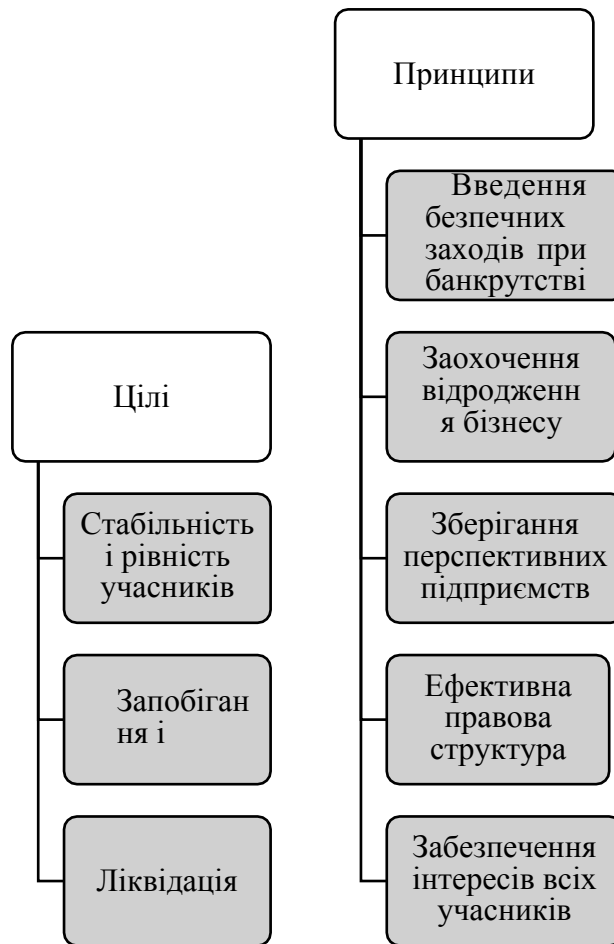 Цілі
Стабільність
і рівність
учасників
Запобіган
ня і
Ліквідація
Принципи
Введення
безпечних
заходів при
банкрутстві
Заохочення
відродженн
я бізнесу
Зберігання
перспективних
підприємств
Ефективна
правова
структура
Забезпечення
інтересів всіх
учасників